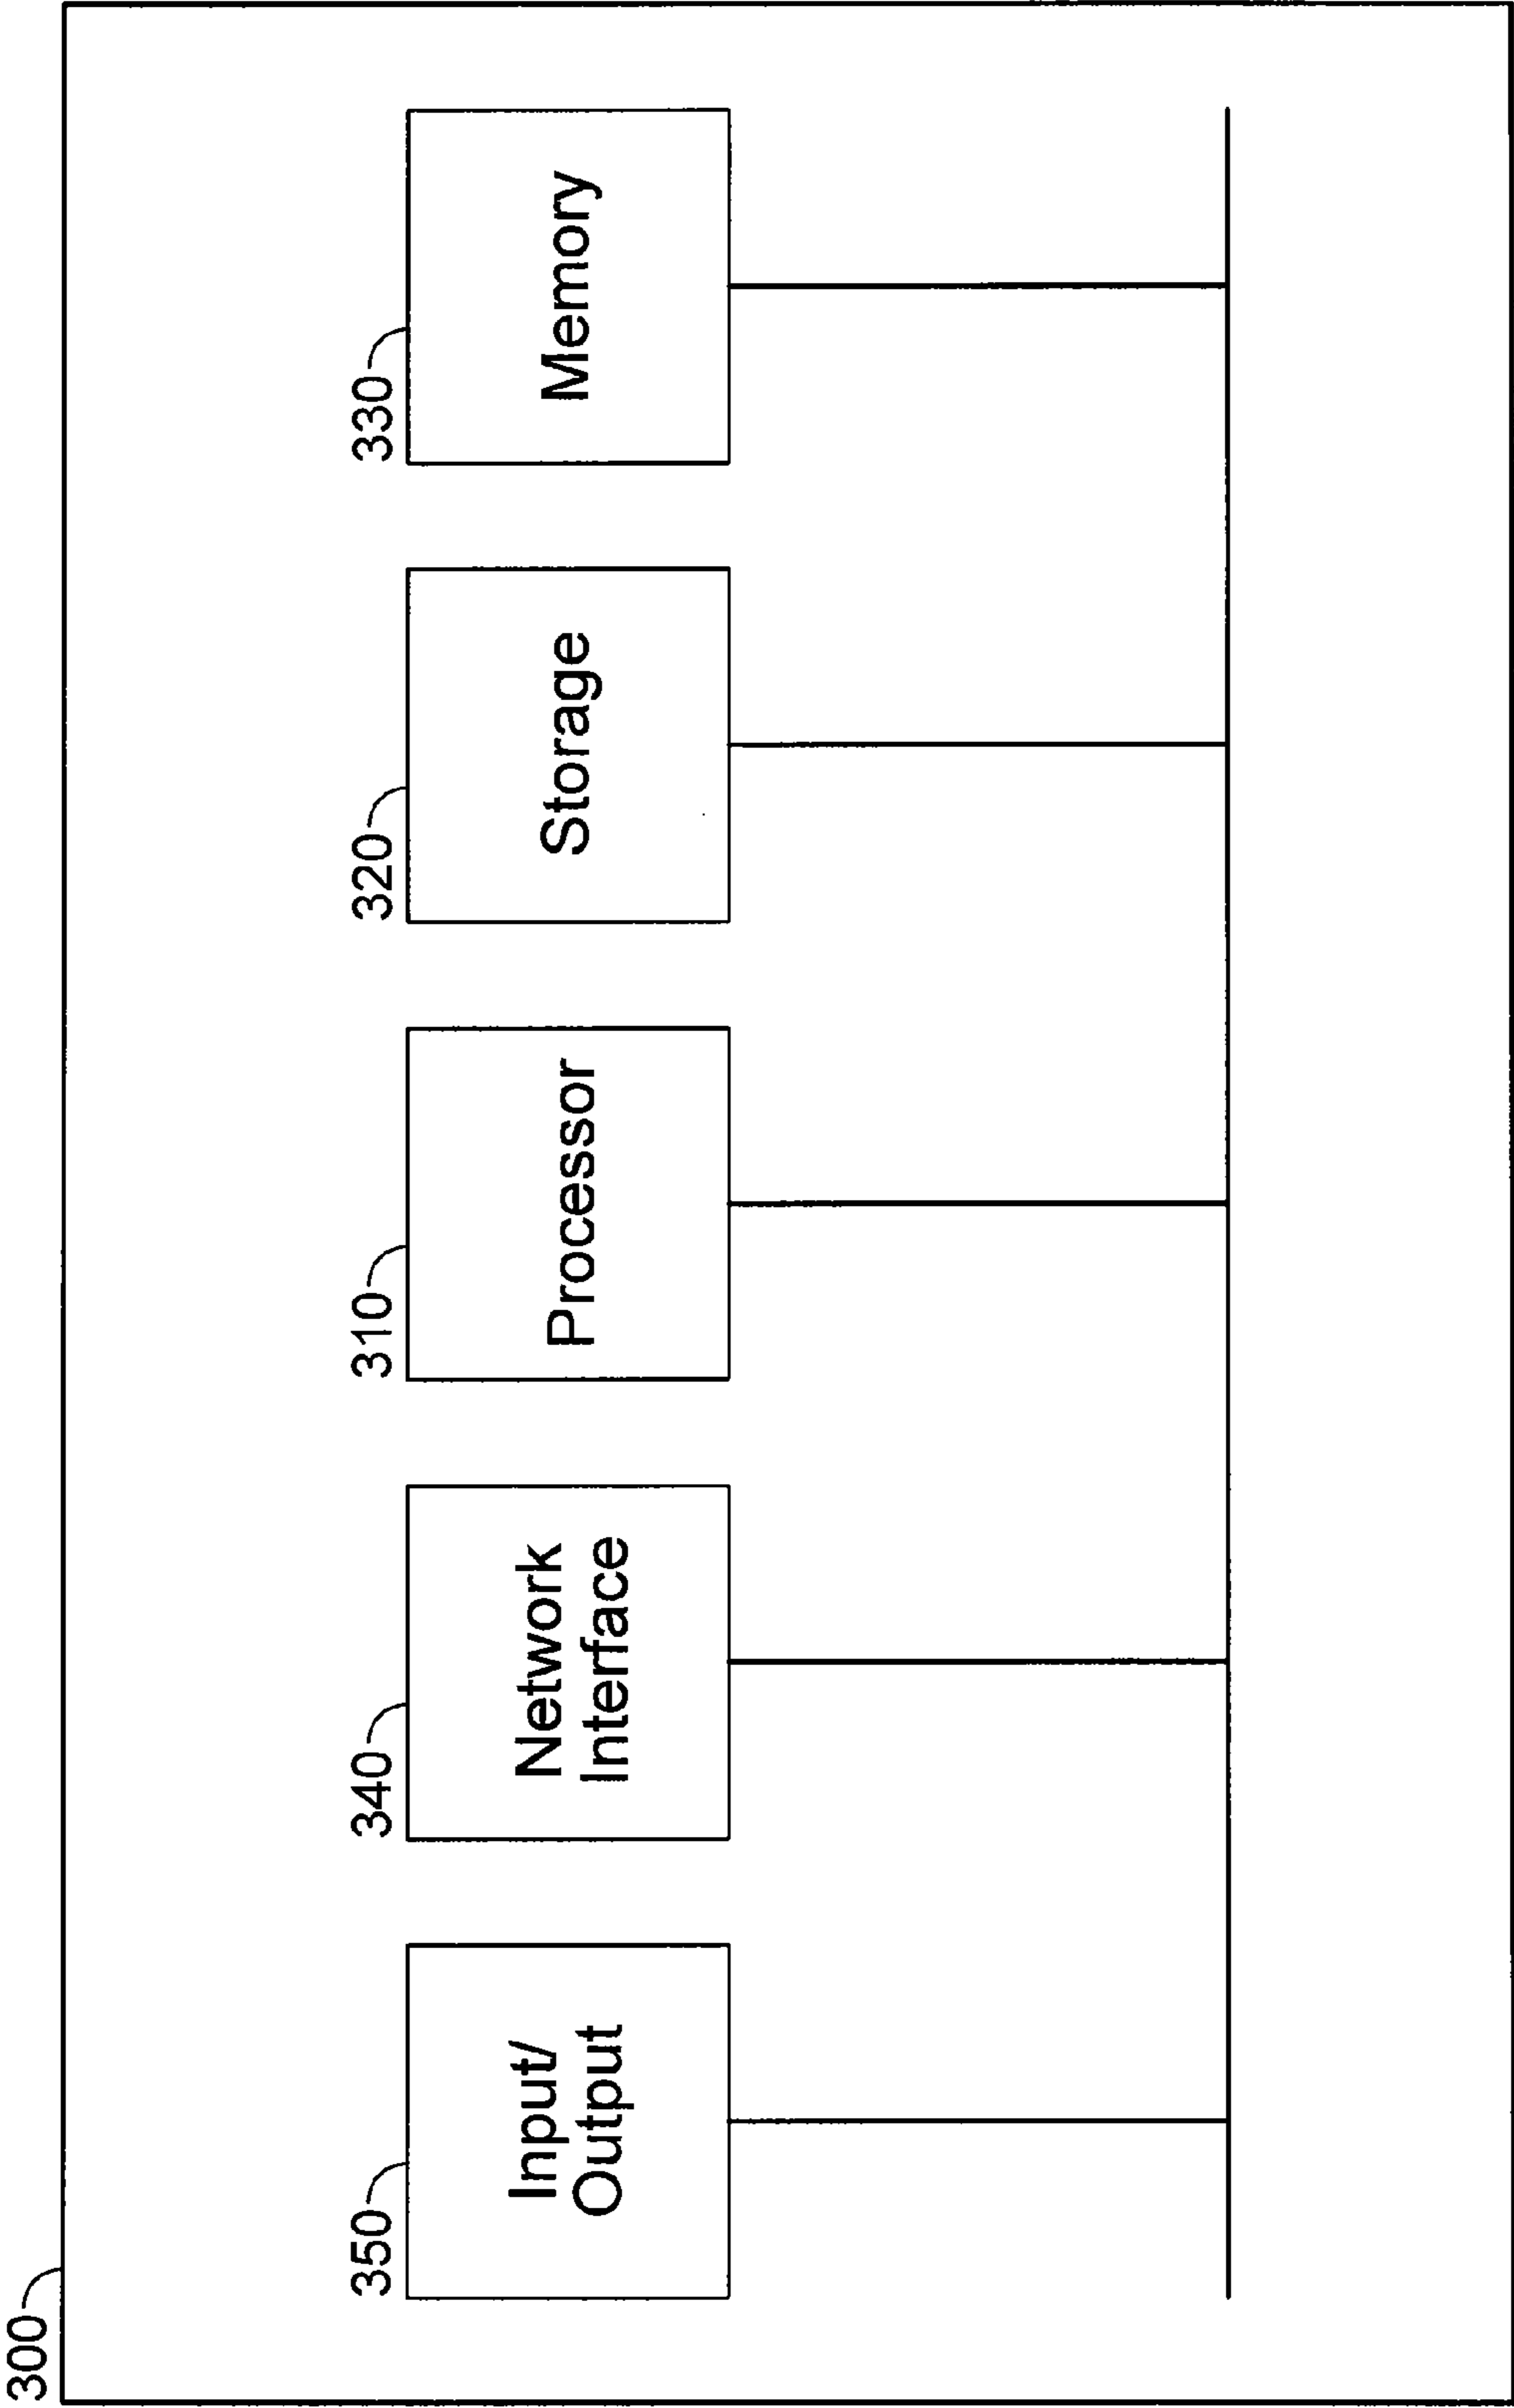 300
350
Input/
Output
340
Network
Interface
310
Processor
320
Storage
330
Memory